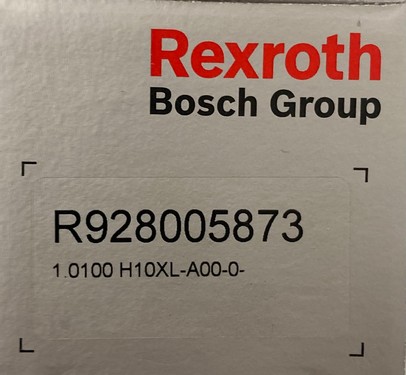 Rexroth
Bosch Group
R928005873
1.0100 H10XL-A00-0-